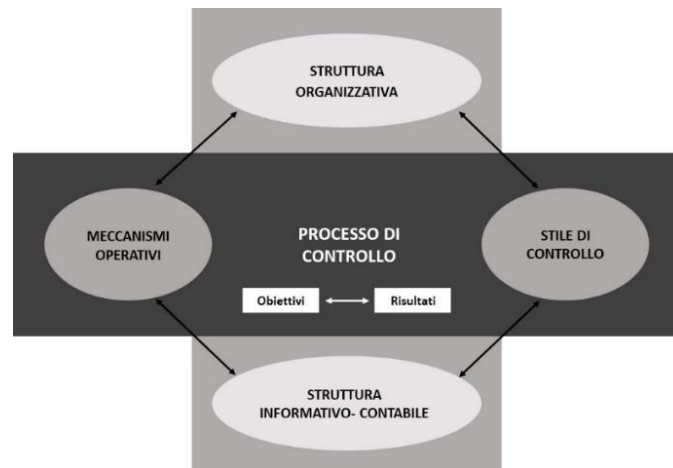 STRUTTURA
ORGANIZZATIVA
MECCANISMI
OPERATIVI
PROCESSO DI
CONTROLLO
STILE DI
CONTROLLO
Obiettivi
Risultati
STRUTTURA
INFORMATIVO- CONTABILE